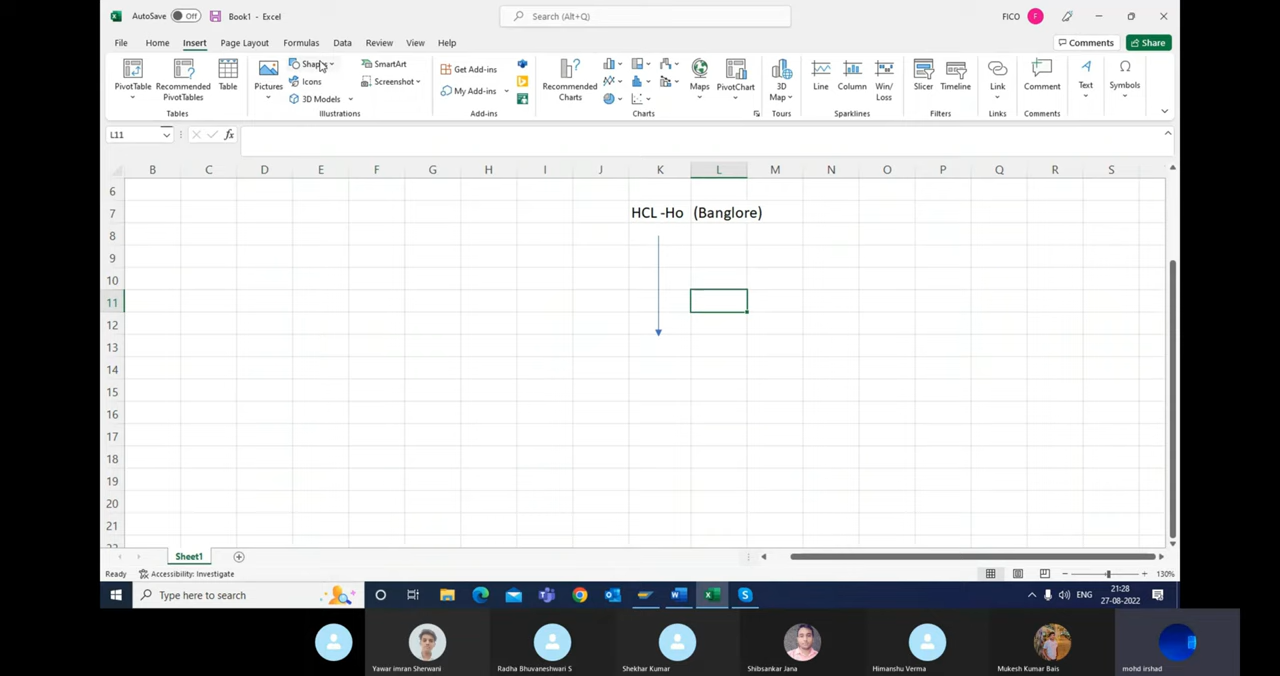 AutoSave Off Book1 - Excel Search (Alt+Q) FICO F
File Home Insert Page Layout Formulas Data Review View Help Comments Share
PivotTable Recommended PivotTables Table Pictures Shapes Icons 3D Models SmartArt Screenshot Get Add-ins My Add-ins Recommended Charts Maps PivotChart 3D Map Line Column Win/Loss Slicer Timeline Link Comment Text Symbols
Tables Illustrations Add-ins Charts Tours Sparklines Filters Links Comments
L11 fx
B C D E F G H I J K L M N O P Q R S
6
7 HCL -Ho (Banglore)
8
9
10
11
12
13
14
15
16
17
18
19
20
21
Sheet1
Ready Accessibility: Investigate 130%
Type here to search ENG 21:28
27-08-2022
Yawar imran Sherwani Radha Bhuvaneshwari S Shekhar Kumar Shibsankar Jana Himanshu Verma Mukesh Kumar Bais mohd irshad